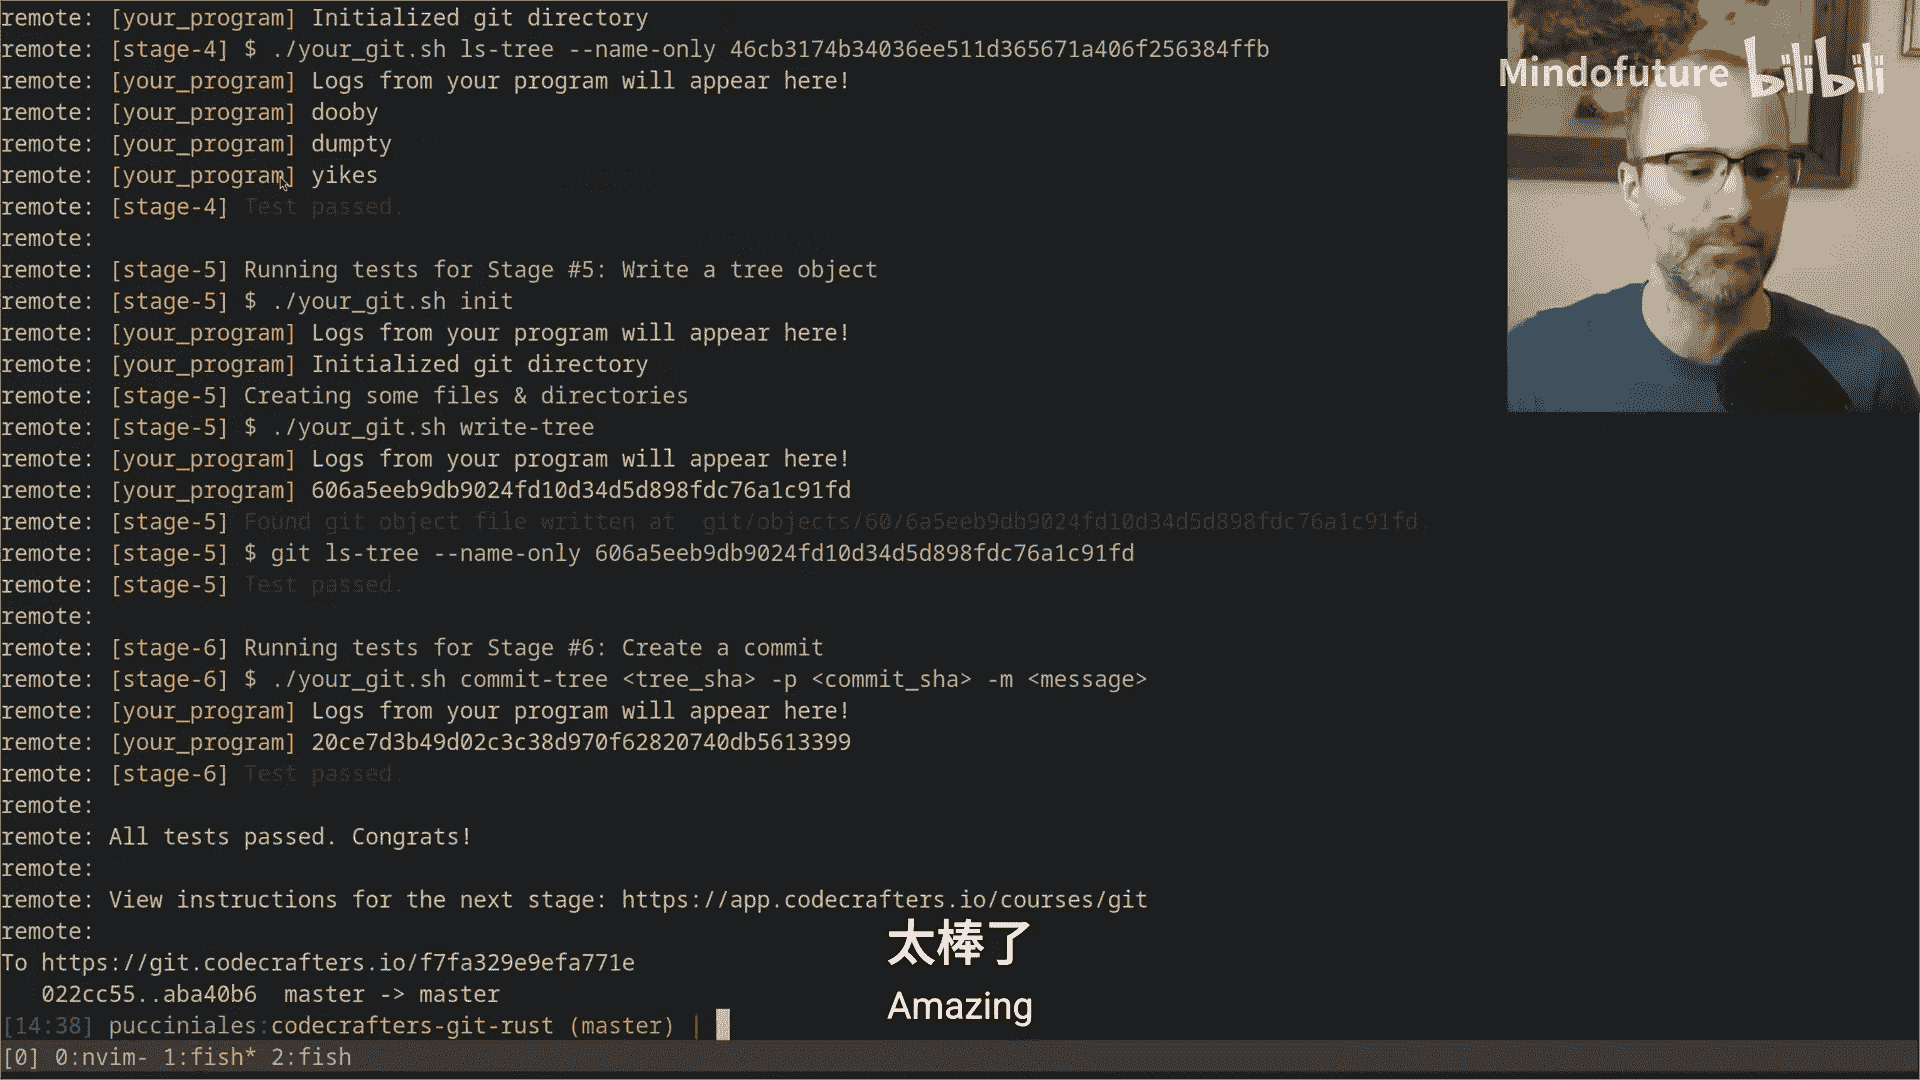 remote: [your_program] Initialized git directory
remote: [stage-4] $ ./your_git.sh ls-tree --name-only 46cb3174b34036ee511d365671a406f256384ffb
remote: [your_program] Logs from your program will appear here!
remote: [your_program] dooby
remote: [your_program] dumpty
remote: [your_program] yikes
remote: [stage-4] Test passed.
remote:
remote: [stage-5] Running tests for Stage #5: Write a tree object
remote: [stage-5] $ ./your_git.sh init
remote: [your_program] Logs from your program will appear here!
remote: [your_program] Initialized git directory
remote: [stage-5] Creating some files & directories
remote: [stage-5] $ ./your_git.sh write-tree
remote: [your_program] Logs from your program will appear here!
remote: [your_program] 606a5eeb9db9024fd10d34d5d898fdc76a1c91fd
remote: [stage-5] Found git object file written at  git/objects/60/6a5eeb9db9024fd10d34d5d898fdc76a1c91fd
remote: [stage-5] $ git ls-tree --name-only 606a5eeb9db9024fd10d34d5d898fdc76a1c91fd
remote: [stage-5] Test passed.
remote:
remote: [stage-6] Running tests for Stage #6: Create a commit
remote: [stage-6] $ ./your_git.sh commit-tree <tree_sha> -p <commit_sha> -m <message>
remote: [your_program] Logs from your program will appear here!
remote: [your_program] 20ce7d3b49d02c3c38d970f62820740db5613399
remote: [stage-6] Test passed.
remote:
remote: All tests passed. Congrats!
remote:
remote: View instructions for the next stage: https://app.codecrafters.io/courses/git
remote:
To https://git.codecrafters.io/f7fa329e9efa771e
   022cc55..aba40b6  master -> master
[14:38] pucciniales:codecrafters-git-rust (master) |
[0] 0:nvim- 1:fish* 2:fish
Mindofuture bilibili
太棒了
Amazing